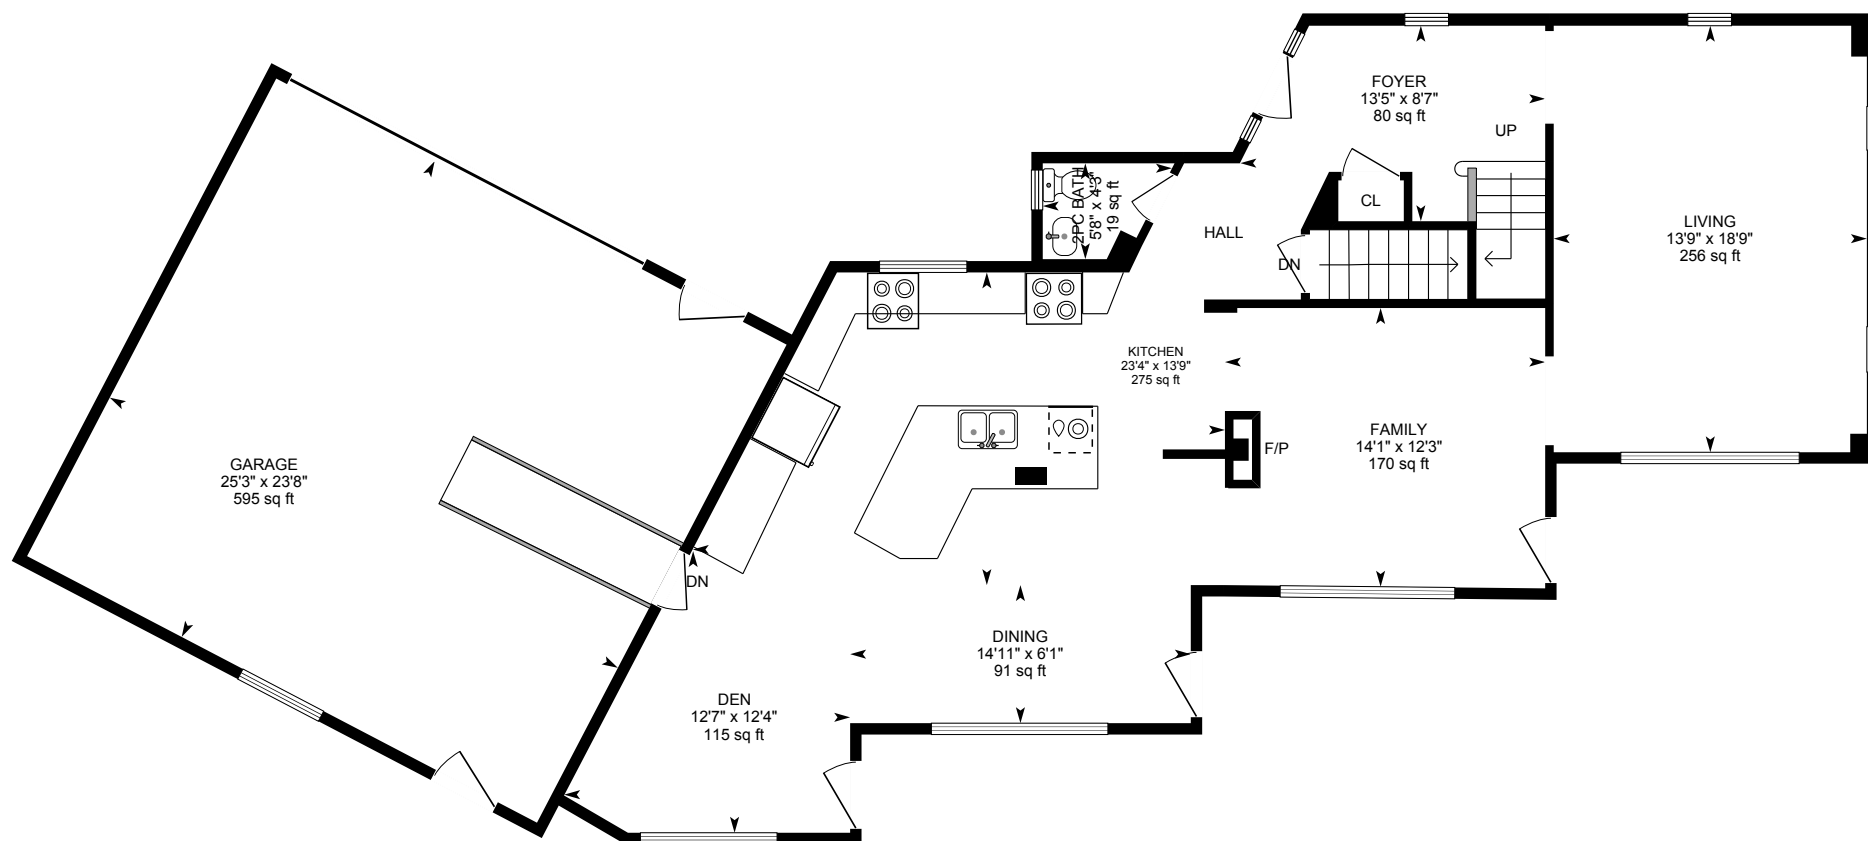 FOYER
13'5" x 8'7"
80 sq ft
UP
2PC BATH
5'8" x 4'3"
19 sq ft
CL
HALL
LIVING
13'9" x 18'9"
256 sq ft
DN
KITCHEN
23'4" x 13'9"
275 sq ft
FAMILY
14'1" x 12'3"
170 sq ft
F/P
GARAGE
25'3" x 23'8"
595 sq ft
DN
DINING
14'11" x 6'1"
91 sq ft
DEN
12'7" x 12'4"
115 sq ft